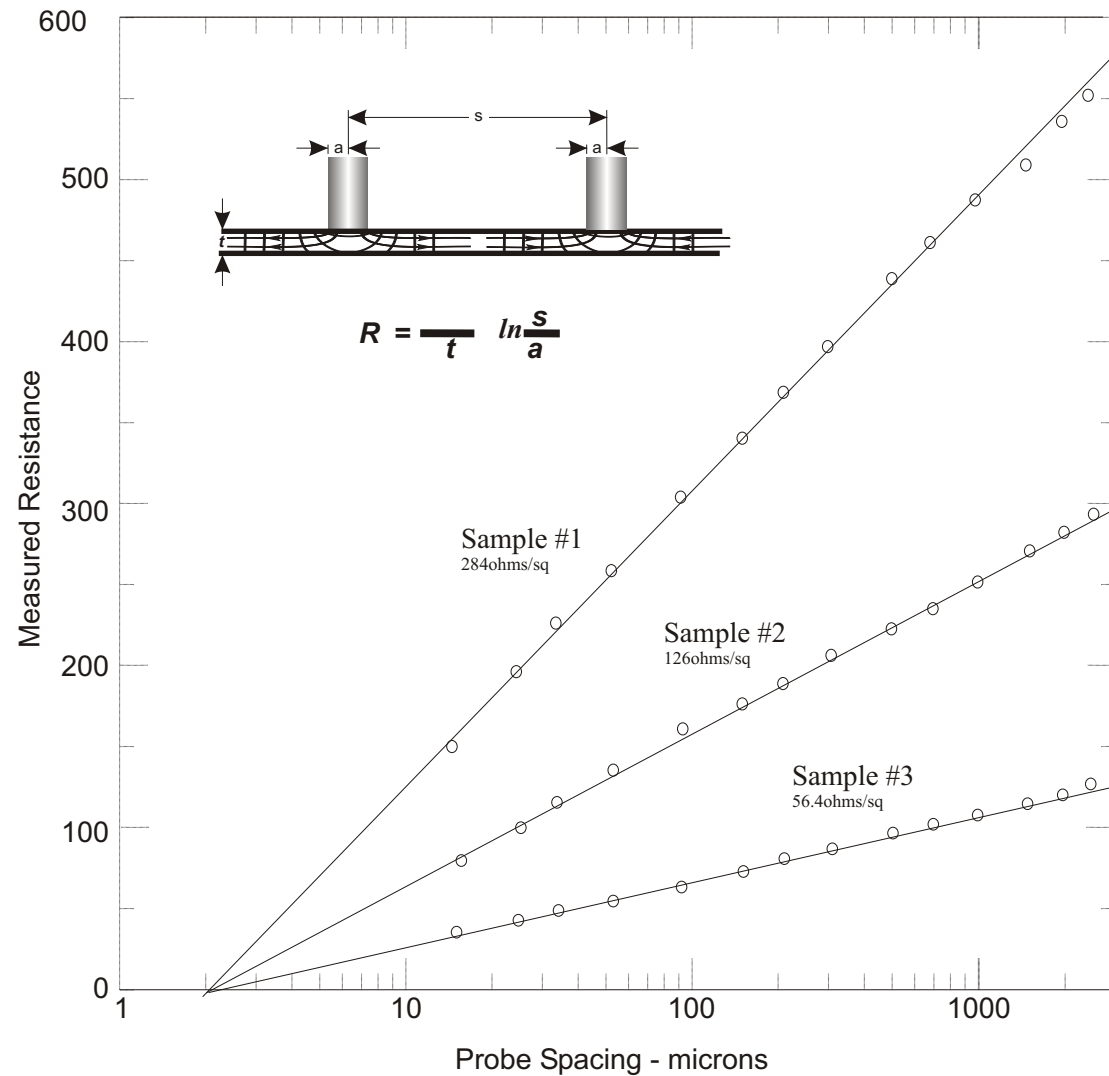 600
500
400
300
200
100
0
Measured Resistance
s
a
a
t
R = / t ln s / a
Sample #1
284ohms/sq
Sample #2
126ohms/sq
Sample #3
56.4ohms/sq
1
10
100
1000
Probe Spacing - microns